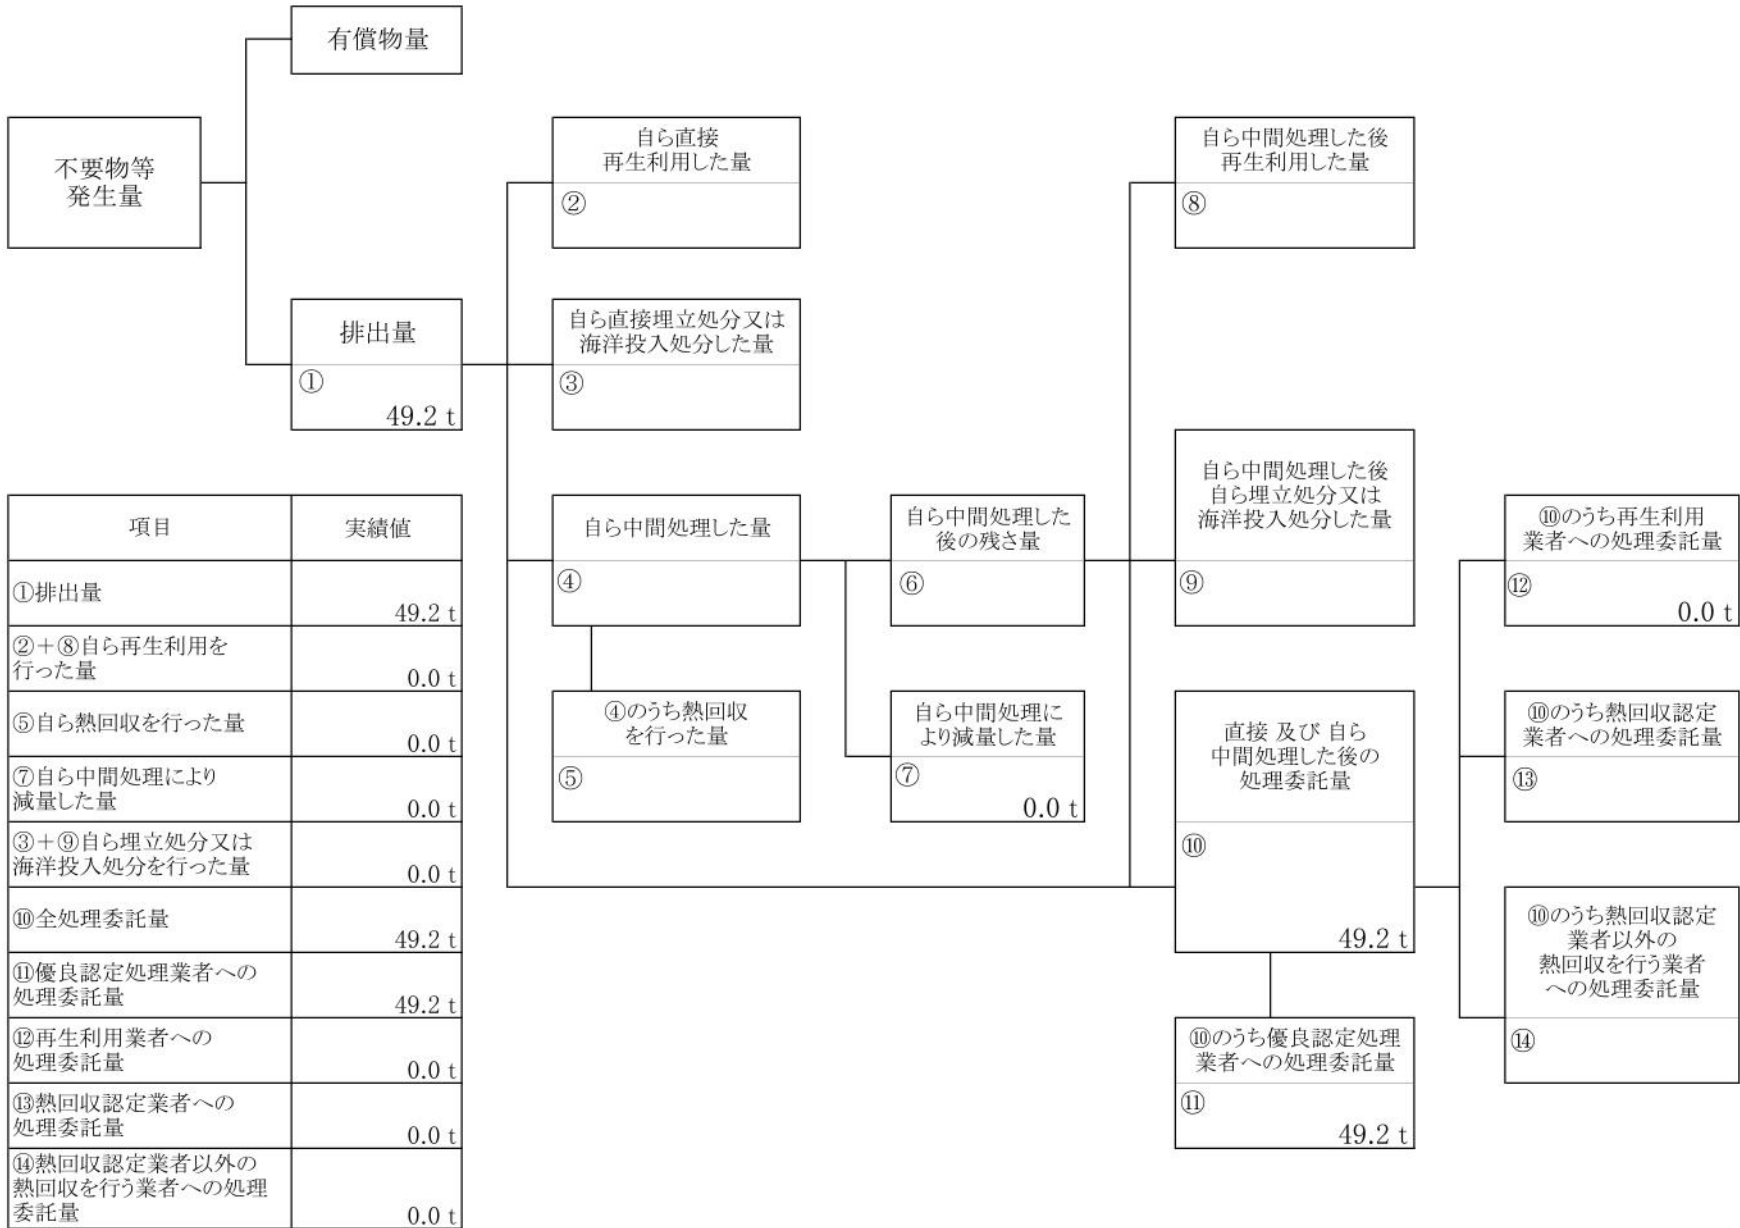 有償物量
不要物等
発生量
自ら直接
再生利用した量
②
自ら中間処理した後
再生利用した量
⑧
排出量
①
49.2 t
自ら直接埋立処分又は
海洋投入処分した量
③
自ら中間処理した量
④
自ら中間処理した
後の残さ量
⑥
自ら中間処理した後
自ら埋立処分又は
海洋投入処分した量
⑨
⑩のうち再生利用
業者への処理委託量
⑫
0.0 t
④のうち熱回収
を行った量
⑤
自ら中間処理に
より減量した量
⑦
0.0 t
直接 及び 自ら
中間処理した後の
処理委託量
⑩
49.2 t
⑩のうち熱回収認定
業者への処理委託量
⑬
⑩のうち熱回収認定
業者以外の
熱回収を行う業者
への処理委託量
⑭
⑩のうち優良認定処理
業者への処理委託量
⑪
49.2 t
項目 実績値
①排出量
49.2 t
②+⑧自ら再生利用を
行った量
0.0 t
⑤自ら熱回収を行った量
0.0 t
⑦自ら中間処理により
減量した量
0.0 t
③+⑨自ら埋立処分又は
海洋投入処分を行った量
0.0 t
⑩全処理委託量
49.2 t
⑪優良認定処理業者への
処理委託量
49.2 t
⑫再生利用業者への
処理委託量
0.0 t
⑬熱回収認定業者への
処理委託量
0.0 t
⑭熱回収認定業者以外の
熱回収を行う業者への処理
委託量
0.0 t